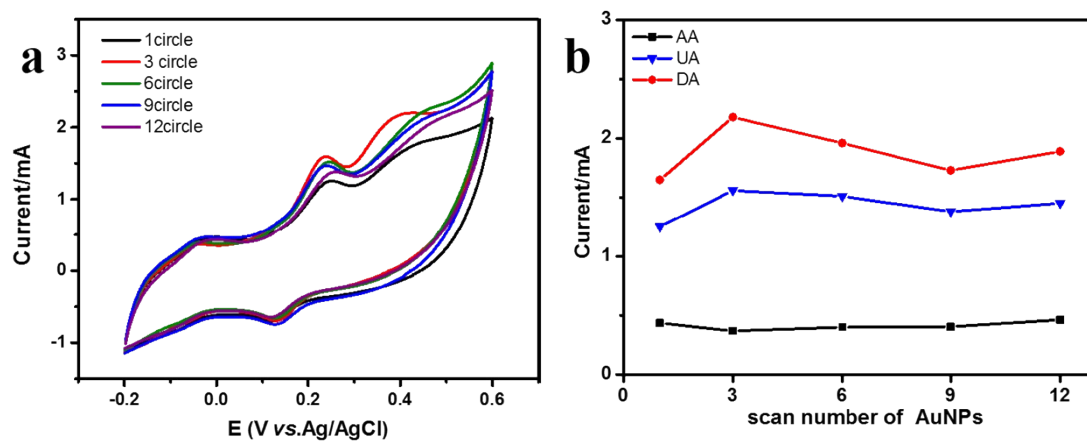 a
1circle
3 circle
6circle
9circle
12circle
Current/mA
3
2
1
0
-1
-0.2
0.0
0.2
0.4
0.6
E (V vs.Ag/AgCl)
b
AA
UA
DA
Current/mA
3
2
1
0
0
3
6
9
12
scan number of AuNPs